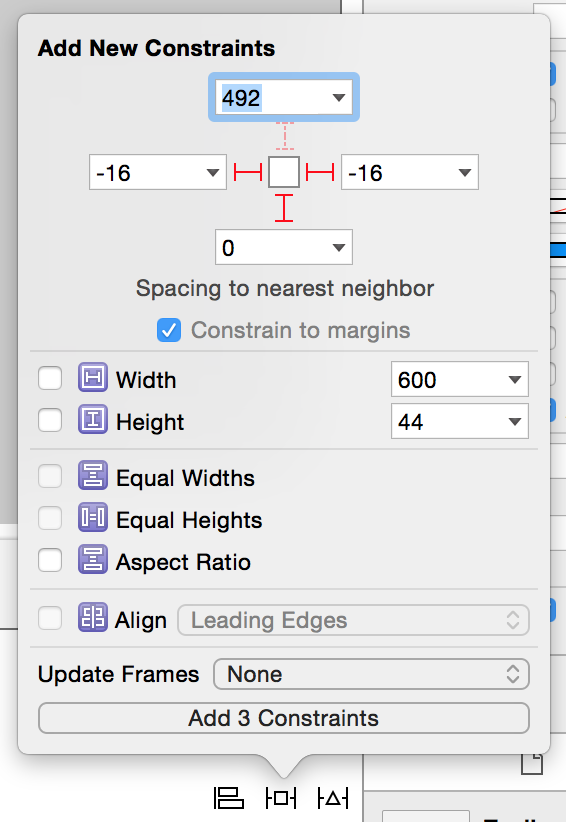 Add New Constraints
492
-16 -16
0
Spacing to nearest neighbor
Constrain to margins
Width 600
Height 44
Equal Widths
Equal Heights
Aspect Ratio
Align Leading Edges
Update Frames None
Add 3 Constraints